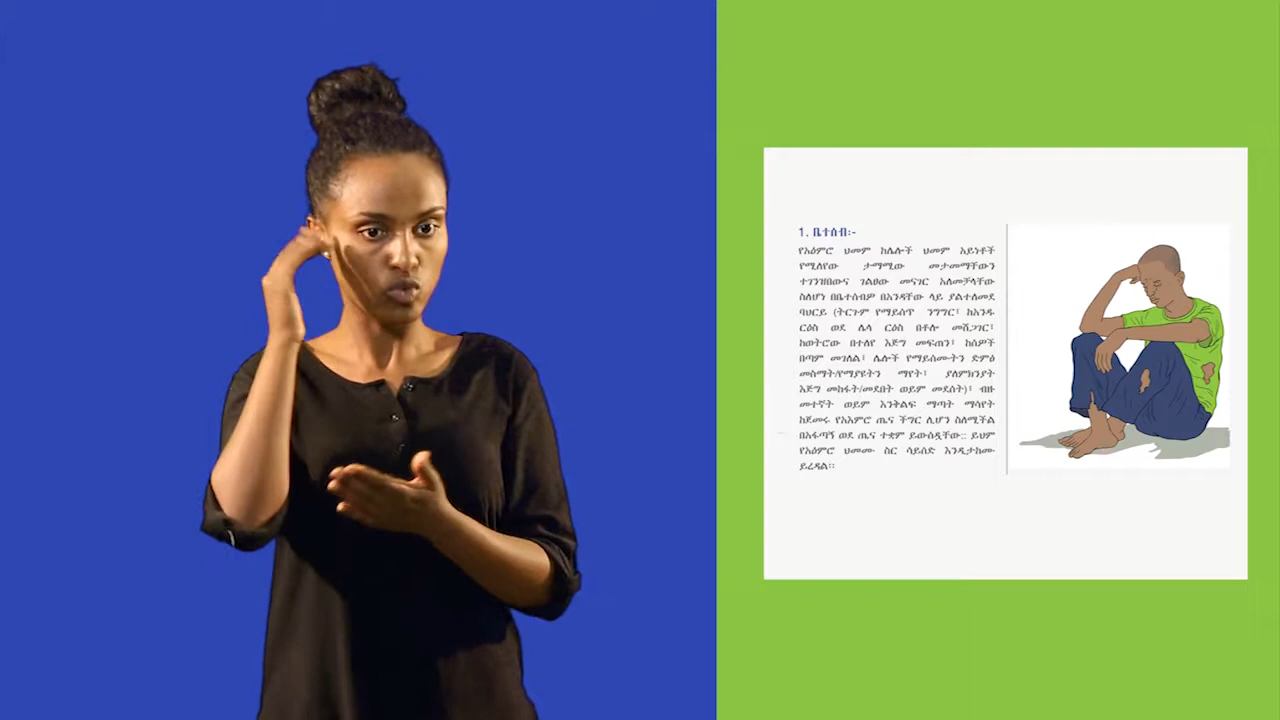 1. ቤተሰብ፦
የአዕምሮ ህመም ከሌሎች ህመም አይነቶች
የሚለየው ታማሚው መታመማቸውን
ተገንዝበውና ገልፀው መናገር አለመቻላቸው
ስለሆነ በቤተሰብዎ በአንዳቸው ላይ ያልተለመደ
ባህርይ (ትርጉም የማይሰጥ ንግግር፣ ከአንዱ
ርዕስ ወደ ሌላ ርዕስ በቶሎ መሸጋገር፣
ከወትሮው በተለየ እጅግ መፍጠን፣ ከሰዎች
በጣም መገለል፣ ሌሎች የማይሰሙትን ድምፅ
መስማት/የማያዩትን ማየት፣ ያለምክንያት
እጅግ መከፋት/መደበት ወይም መደሰት)፣ ብዙ
መተኛት ወይም እንቅልፍ ማጣት ማሳየት
ከጀመሩ የአእምሮ ጤና ችግር ሊሆን ስለሚችል
በአፋጣኝ ወደ ጤና ተቋም ይውሰዷቸው:: ይህም
የአዕምሮ ህመሙ ስር ሳይሰድ እንዲታከሙ
ይረዳል፡፡